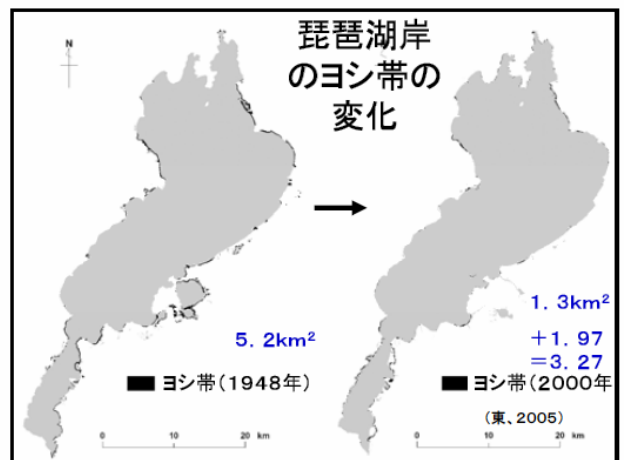 琵琶湖岸
のヨシ帯の
変化
N
5. 2km²
1. 3km²
+1. 97
=3. 27
ヨシ帯(1948年)
ヨシ帯(2000年
(東、2005)
0 10 20 km
0 10 20 km